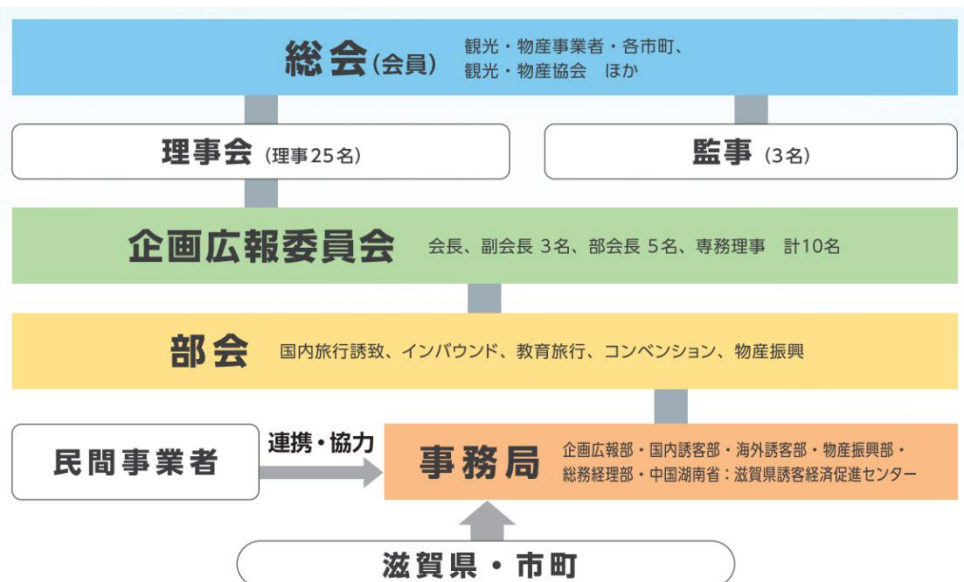 総会(会員)
観光・物産事業者・各市町、
観光・物産協会　ほか
理事会（理事25名）
監事（3名）
企画広報委員会
会長、副会長 3名、部会長 5名、専務理事　計10名
部会
国内旅行誘致、インバウンド、教育旅行、コンベンション、物産振興
民間事業者
連携・協力
事務局
企画広報部・国内誘客部・海外誘客部・物産振興部・
総務経理部・中国湖南省：滋賀県誘客経済促進センター
滋賀県・市町